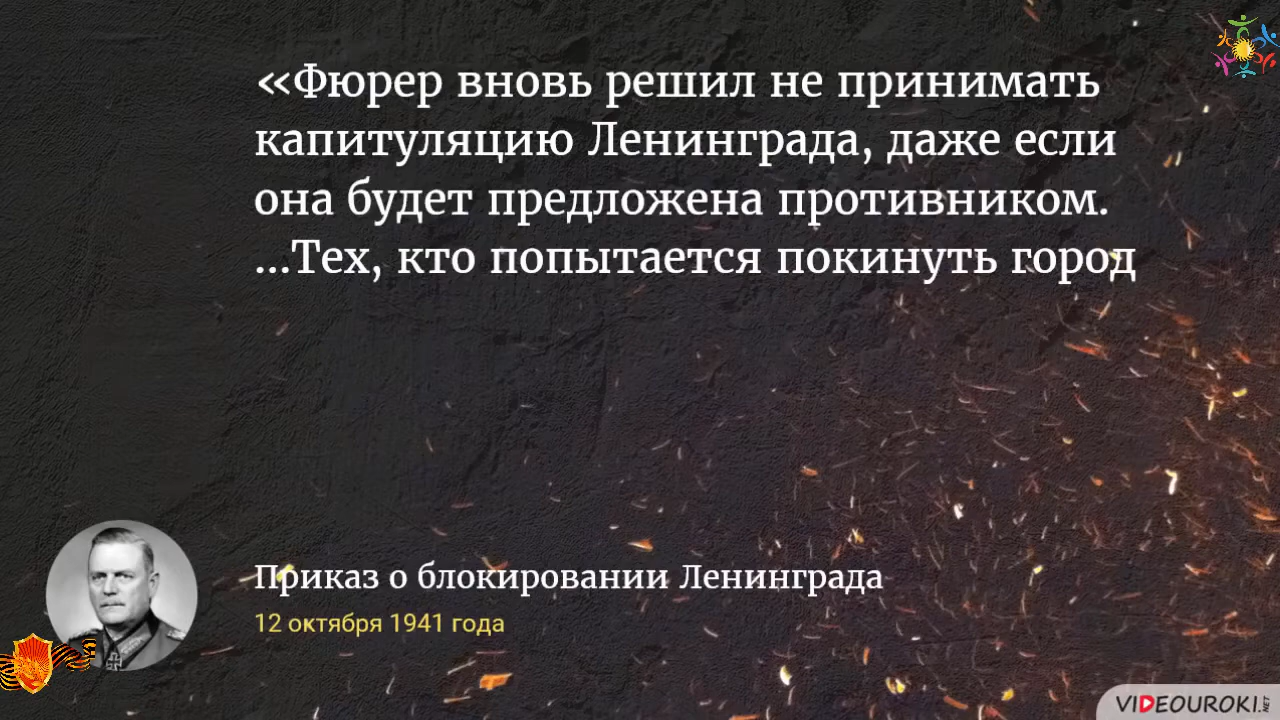 «Фюрер вновь решил не принимать
капитуляцию Ленинграда, даже если
она будет предложена противником.
...Тех, кто попытается покинуть город
Приказ о блокировании Ленинграда
12 октября 1941 года
VIDEOUROKI.NET